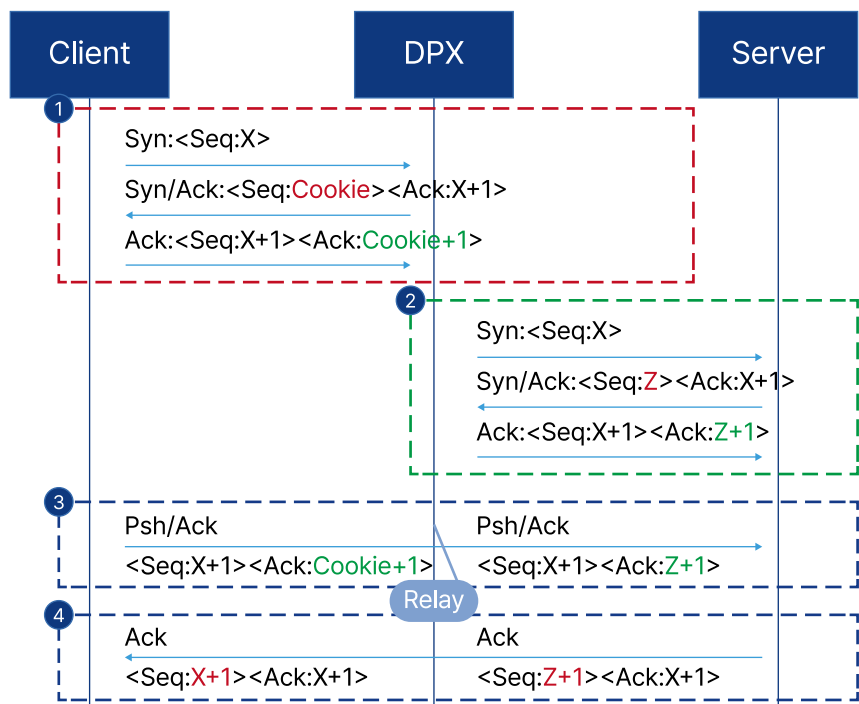 Client DPX Server
1
Syn:<Seq:X>
Syn/Ack:<Seq:Cookie><Ack:X+1>
Ack:<Seq:X+1><Ack:Cookie+1>
2
Syn:<Seq:X>
Syn/Ack:<Seq:Z><Ack:X+1>
Ack:<Seq:X+1><Ack:Z+1>
3
Psh/Ack Psh/Ack
<Seq:X+1><Ack:Cookie+1> <Seq:X+1><Ack:Z+1>
Relay
4
Ack Ack
<Seq:X+1><Ack:X+1> <Seq:Z+1><Ack:X+1>